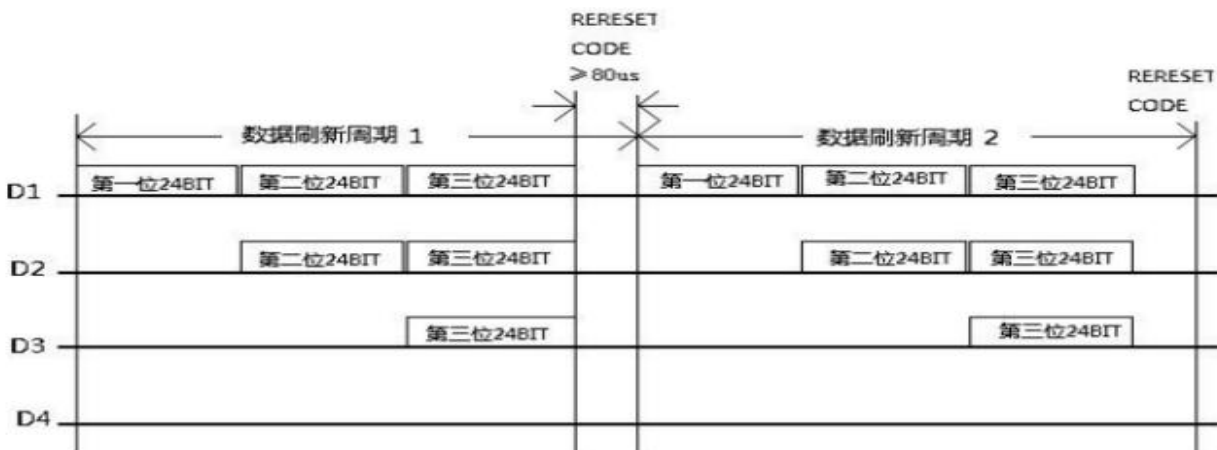 RERESET
CODE
≥80us
RERESET
CODE
数据刷新周期 1
数据刷新周期 2
D1
第一位24BIT
第二位24BIT
第三位24BIT
第一位24BIT
第二位24BIT
第三位24BIT
D2
第二位24BIT
第三位24BIT
第二位24BIT
第三位24BIT
D3
第三位24BIT
第三位24BIT
D4